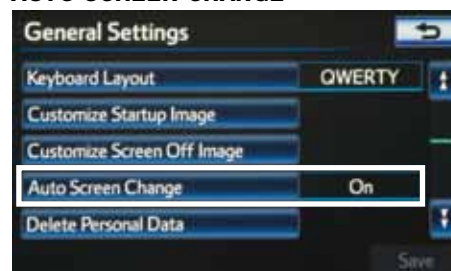 General Settings
Keyboard Layout QWERTY
Customize Startup Image
Customize Screen Off Image
Auto Screen Change On
Delete Personal Data
Save